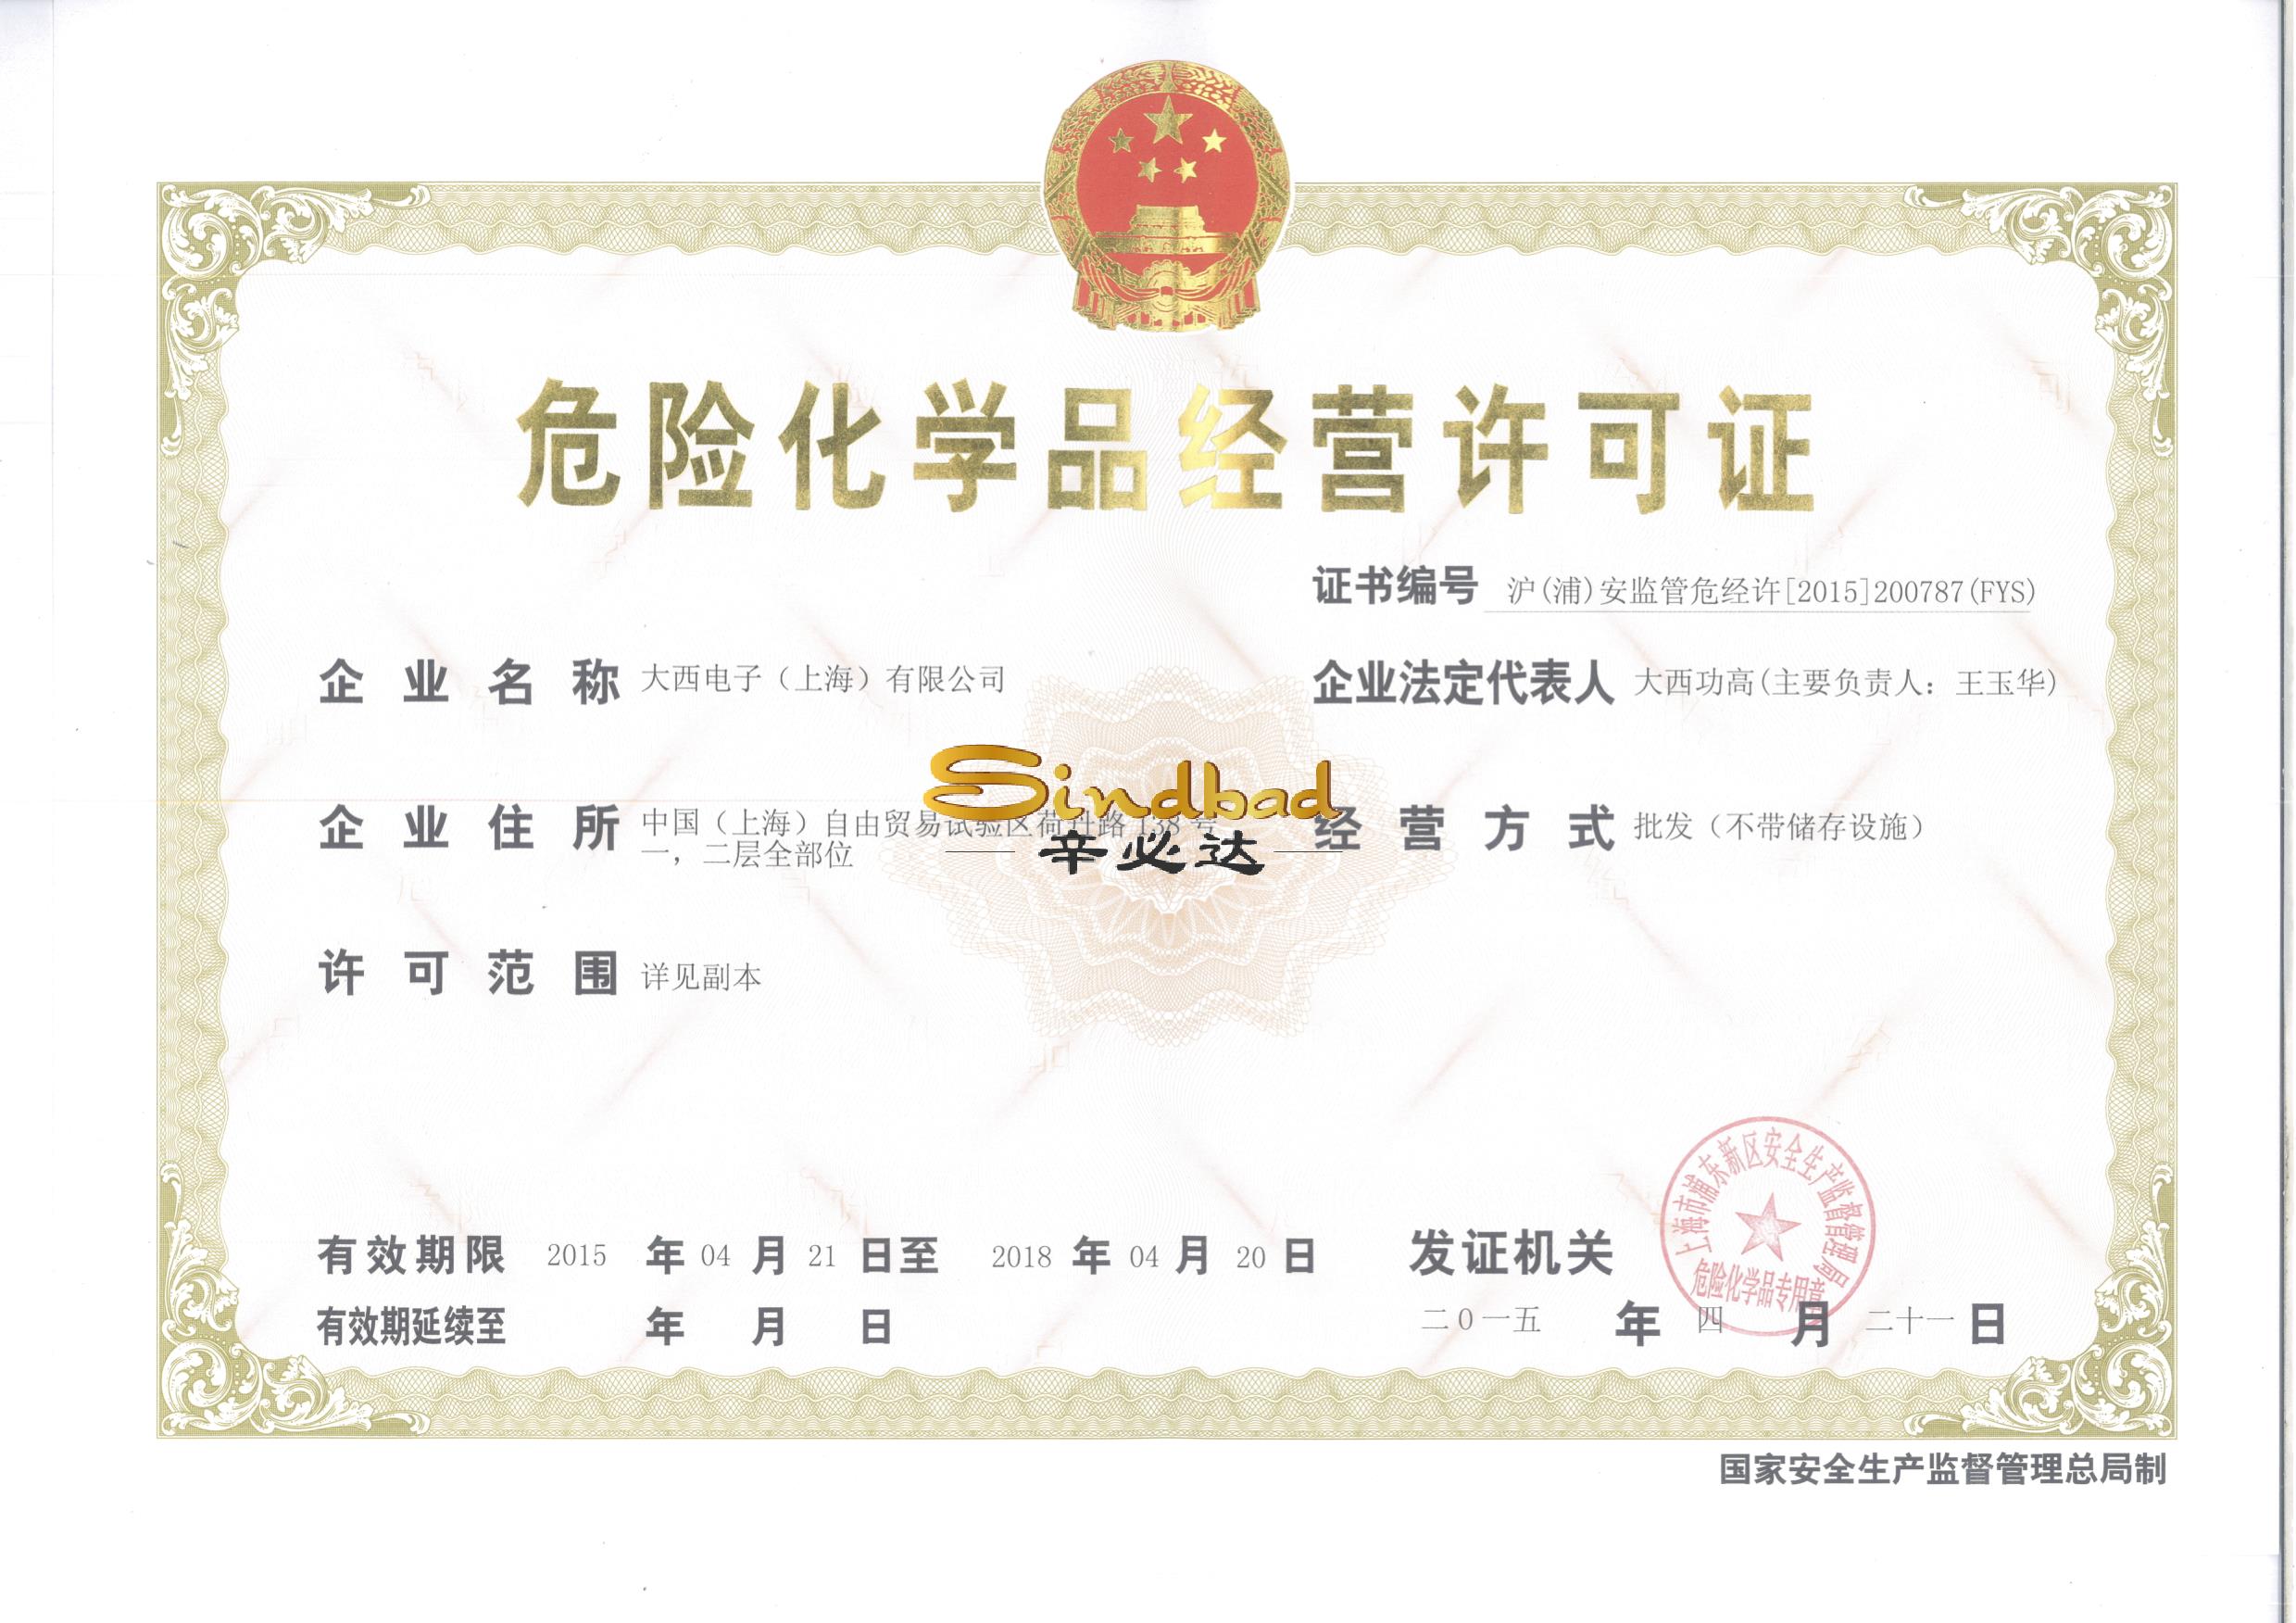 危险化学品经营许可证
证书编号 沪(浦)安监管危经许[2015]200787(FYS)
企业名称 大西电子（上海）有限公司
企业法定代表人 大西功高(主要负责人：王玉华)
企业住所 中国（上海）自由贸易试验区荷丹路 138 号
一，二层全部位
Sindbad
辛必达
经营方式 批发（不带储存设施）
许可范围 详见副本
有效期限 2015 年 04 月 21 日至 2018 年 04 月 20 日
发证机关
上海市浦东新区安全生产监督管理局
危险化学品专用章
有效期延续至 年 月 日
二0一五 年 四 月 二十一 日
国家安全生产监督管理总局制